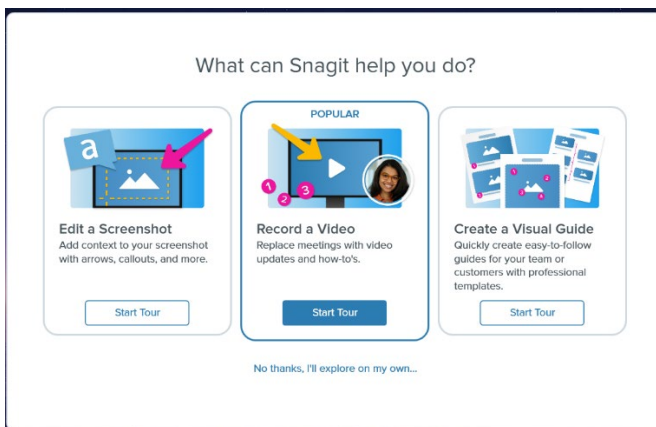 What can Snagit help you do?
POPULAR
a
1
2
3
Edit a Screenshot
Add context to your screenshot
with arrows, callouts, and more.
Start Tour
Record a Video
Replace meetings with video
updates and how-to's.
Start Tour
Create a Visual Guide
Quickly create easy-to-follow
guides for your team or
customers with professional
templates.
Start Tour
No thanks, I'll explore on my own...